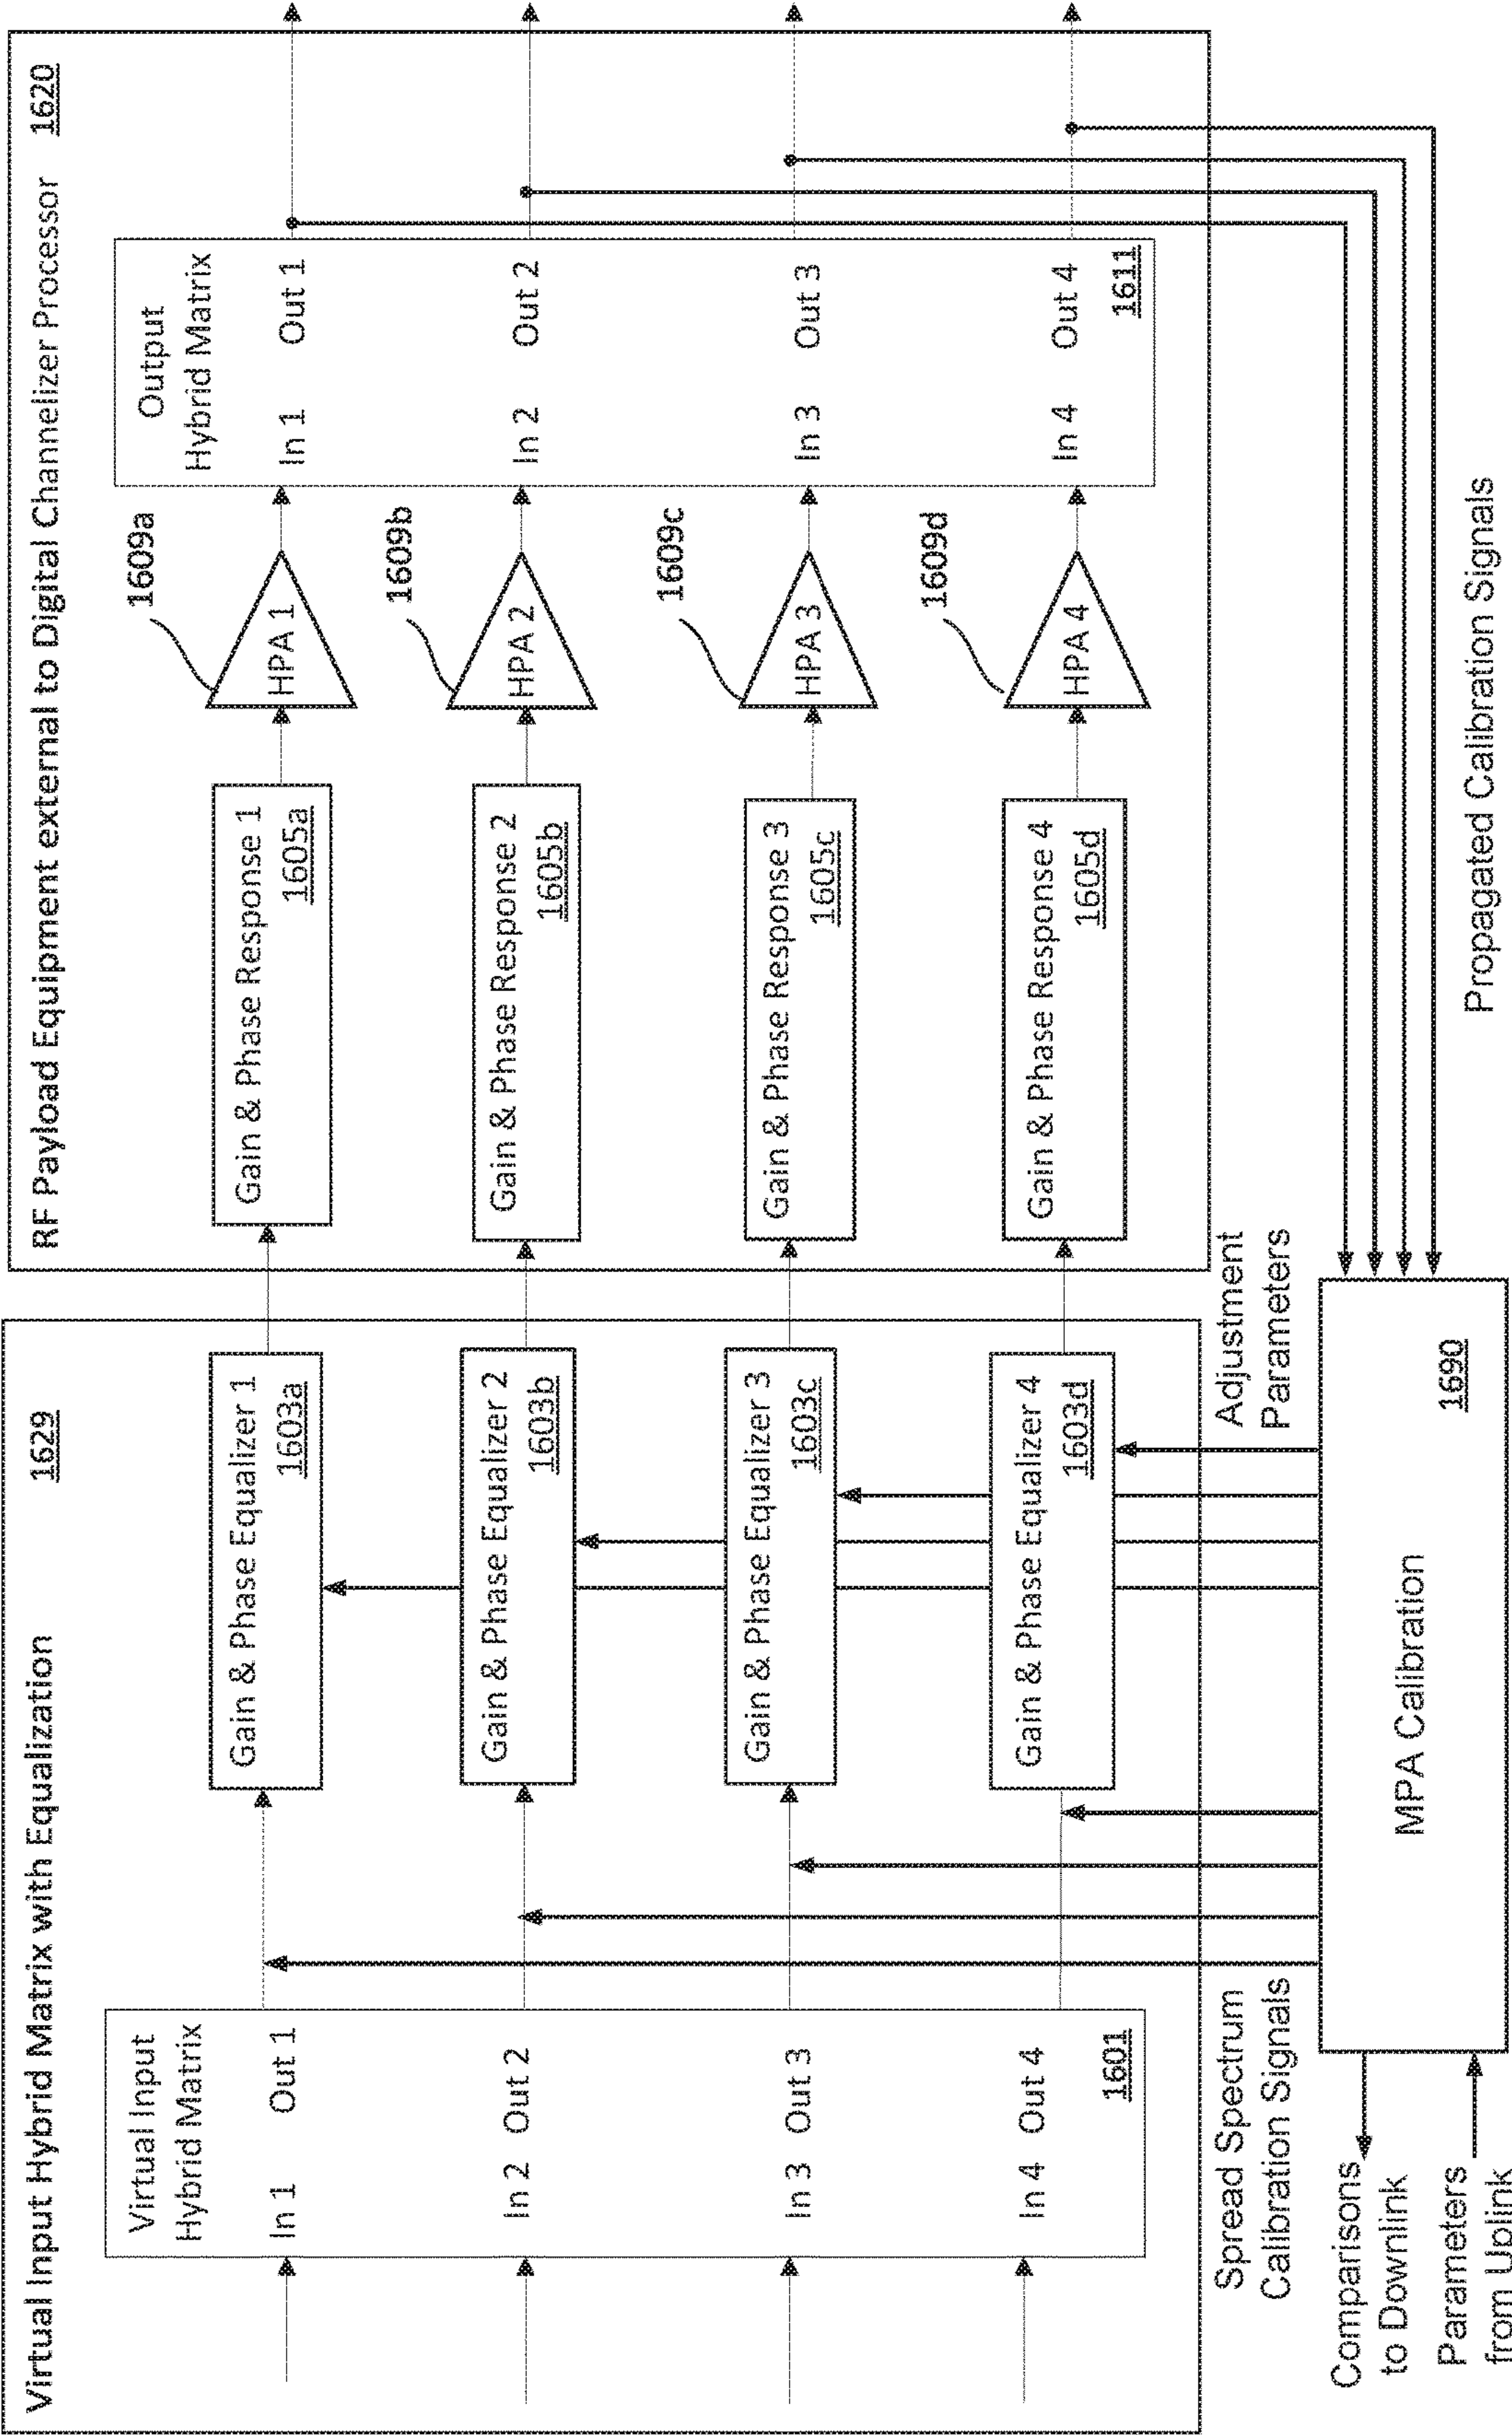 Virtual Input Hybrid Matrix with Equalization
1629
Virtual Input
Hybrid Matrix
In 1 Out 1
In 2 Out 2
In 3 Out 3
In 4 Out 4
1601
Gain & Phase Equalizer 1
1603a
Gain & Phase Equalizer 2
1603b
Gain & Phase Equalizer 3
1603c
Gain & Phase Equalizer 4
1603d
RF Payload Equipment external to Digital Channelizer Processor
1620
Gain & Phase Response 1
1605a
Gain & Phase Response 2
1605b
Gain & Phase Response 3
1605c
Gain & Phase Response 4
1605d
1609a
HPA 1
1609b
HPA 2
1609c
HPA 3
1609d
HPA 4
Output
Hybrid Matrix
In 1 Out 1
In 2 Out 2
In 3 Out 3
In 4 Out 4
1611
Spread Spectrum
Calibration Signals
Adjustment
Parameters
Comparisons
to Downlink
Parameters
from Uplink
MPA Calibration
1690
Propagated Calibration Signals